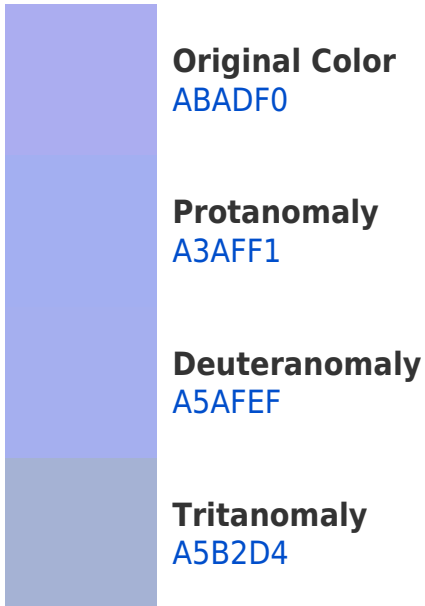 Original Color
ABADF0
Protanomaly
A3AFF1
Deuteranomaly
A5AFEF
Tritanomaly
A5B2D4